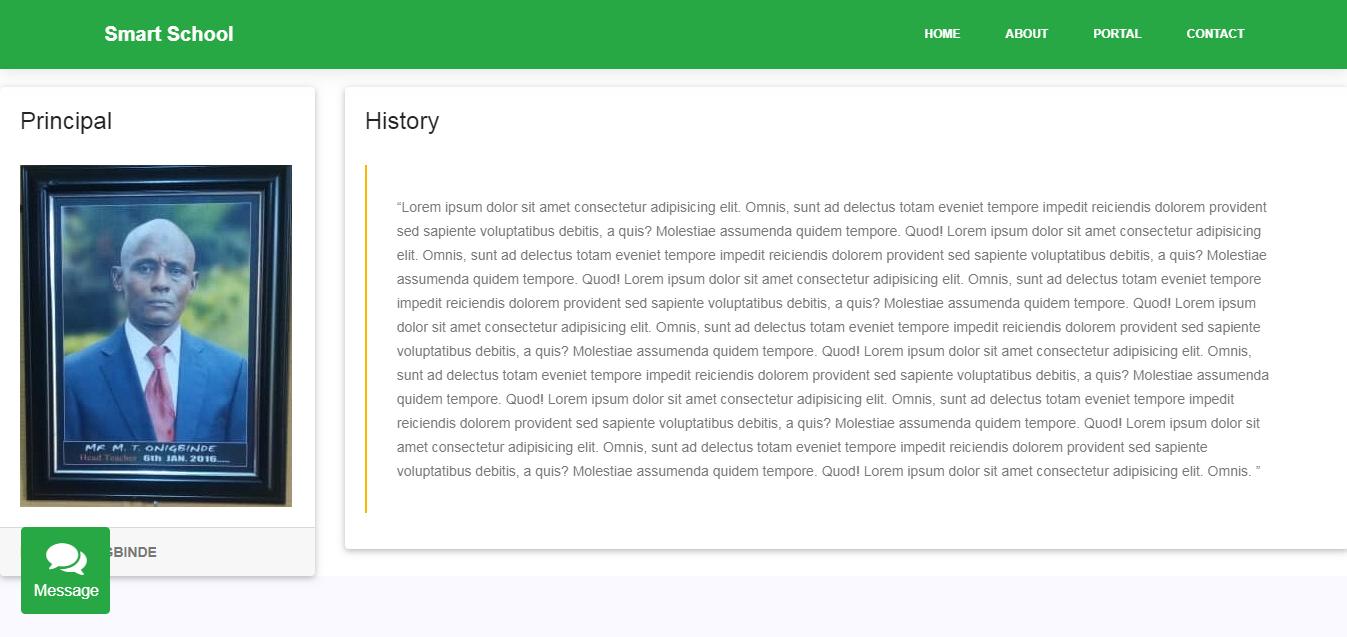 Smart School
HOME ABOUT PORTAL CONTACT
Principal
MR M. T. ONIGBINDE
Head Teacher 6th JAN. 2016.....
GBINDE
Message
History
“Lorem ipsum dolor sit amet consectetur adipisicing elit. Omnis, sunt ad delectus totam eveniet tempore impedit reiciendis dolorem provident
sed sapiente voluptatibus debitis, a quis? Molestiae assumenda quidem tempore. Quod! Lorem ipsum dolor sit amet consectetur adipisicing
elit. Omnis, sunt ad delectus totam eveniet tempore impedit reiciendis dolorem provident sed sapiente voluptatibus debitis, a quis? Molestiae
assumenda quidem tempore. Quod! Lorem ipsum dolor sit amet consectetur adipisicing elit. Omnis, sunt ad delectus totam eveniet tempore
impedit reiciendis dolorem provident sed sapiente voluptatibus debitis, a quis? Molestiae assumenda quidem tempore. Quod! Lorem ipsum
dolor sit amet consectetur adipisicing elit. Omnis, sunt ad delectus totam eveniet tempore impedit reiciendis dolorem provident sed sapiente
voluptatibus debitis, a quis? Molestiae assumenda quidem tempore. Quod! Lorem ipsum dolor sit amet consectetur adipisicing elit. Omnis,
sunt ad delectus totam eveniet tempore impedit reiciendis dolorem provident sed sapiente voluptatibus debitis, a quis? Molestiae assumenda
quidem tempore. Quod! Lorem ipsum dolor sit amet consectetur adipisicing elit. Omnis, sunt ad delectus totam eveniet tempore impedit
reiciendis dolorem provident sed sapiente voluptatibus debitis, a quis? Molestiae assumenda quidem tempore. Quod! Lorem ipsum dolor sit
amet consectetur adipisicing elit. Omnis, sunt ad delectus totam eveniet tempore impedit reiciendis dolorem provident sed sapiente
voluptatibus debitis, a quis? Molestiae assumenda quidem tempore. Quod! Lorem ipsum dolor sit amet consectetur adipisicing elit. Omnis. ”